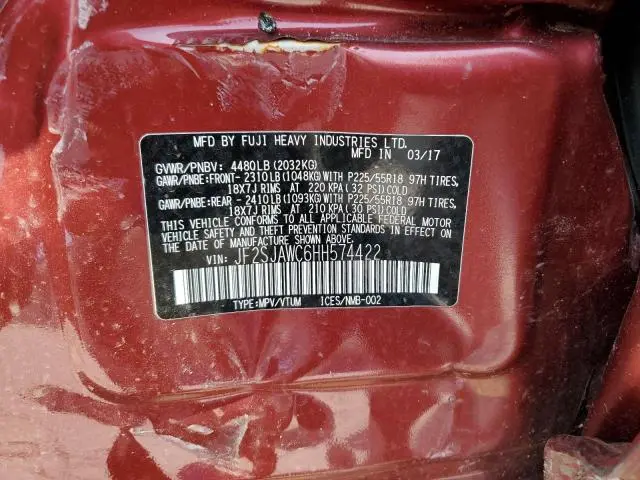 MFD BY FUJI HEAVY INDUSTRIES LTD.
MFD IN 03/17
GVWR/PNBV: 4480LB(2032KG)
GAWR/PNBE:FRONT- 2310LB(1048KG)WITH P225/55R18 97H TIRES,
18X7J RIMS AT 220 KPA(32 PSI)COLD
GAWR/PNBE:REAR - 2410LB(1093KG)WITH P225/55R18 97H TIRES,
18X7J RIMS AT 210 KPA(30 PSI)COLD
THIS VEHICLE CONFORMS TO ALL APPLICABLE FEDERAL MOTOR
VEHICLE SAFETY AND THEFT PREVENTION STANDARDS IN EFFECT
ON THE DATE OF MANUFACTURE SHOWN ABOVE.
VIN: JF2SJAWC6HH574422
TYPE:MPV/VTUM ICES/NMB-002